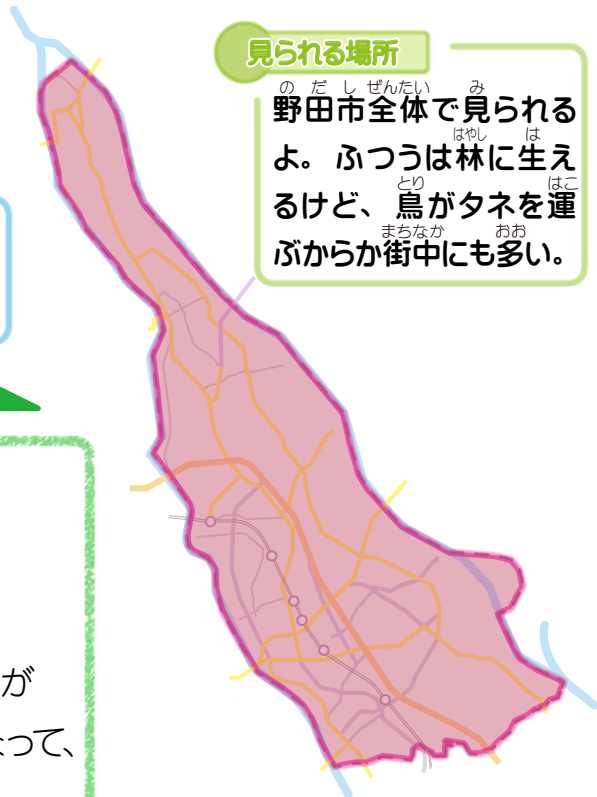 見られる場所
野田市全体で見られる
よ。ふつうは林に生え
るけど、鳥がタネを運
ぶからか街中にも多い。
が
って、